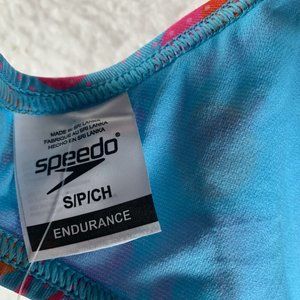 MADE IN SRI LANKA
FABRIQUÉ AU SRI LANKA
HECHO EN SRI LANKA
speedo®
S/P/CH
ENDURANCE